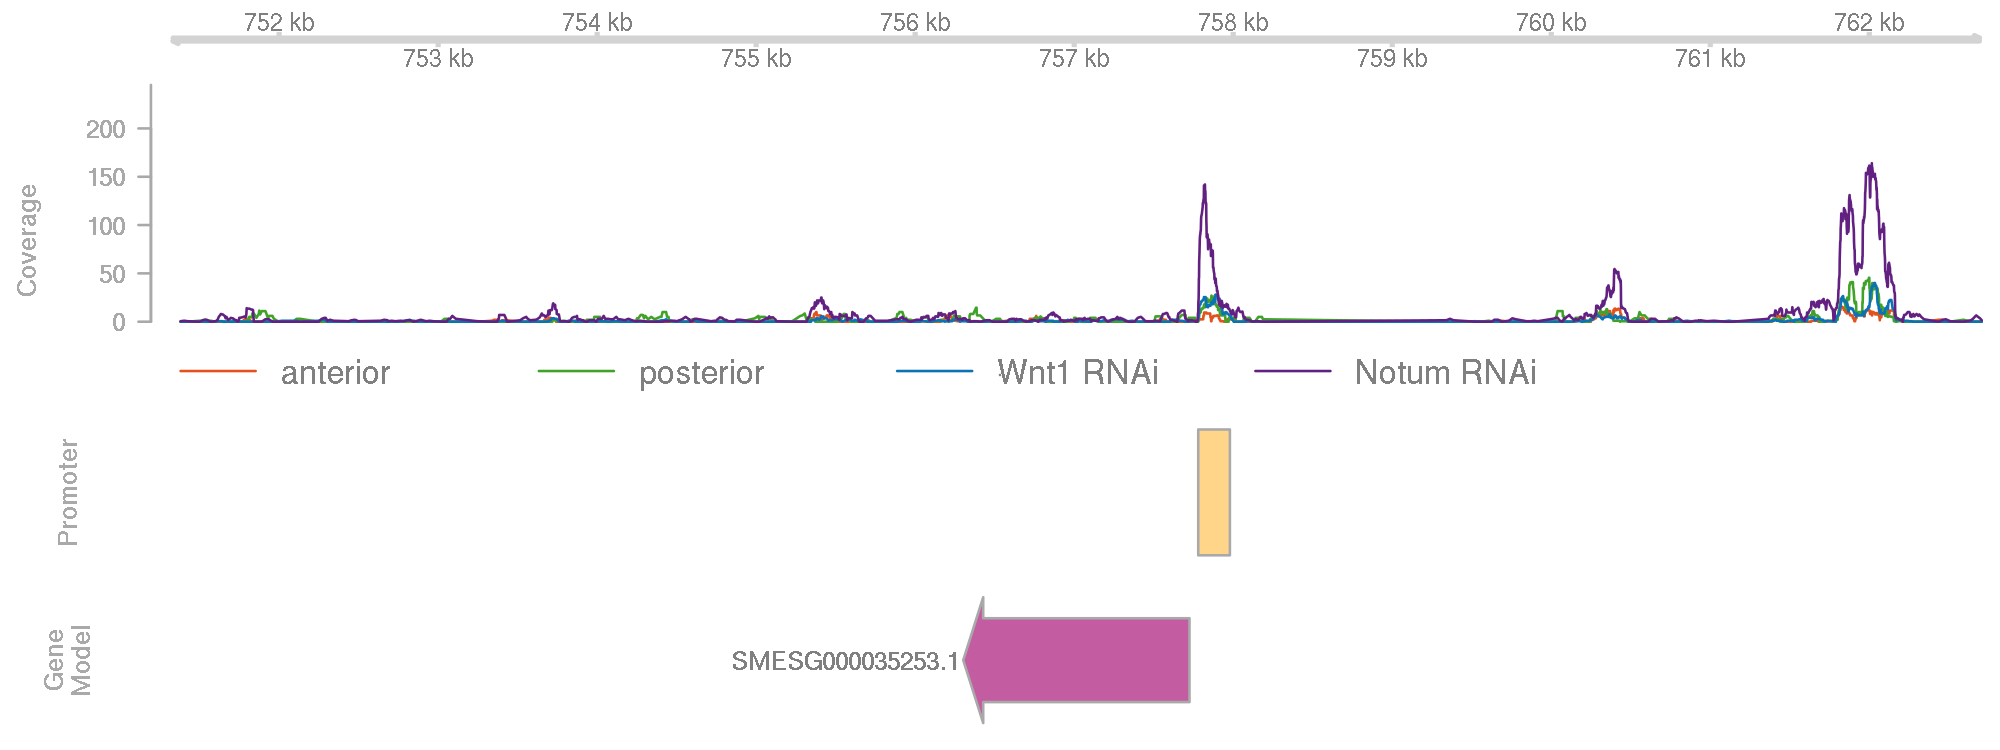 752 kb 754 kb 756 kb 758 kb 760 kb 762 kb
753 kb 755 kb 757 kb 759 kb 761 kb
Coverage
200
150
100
50
0
anterior posterior Wnt1 RNAi Notum RNAi
Promoter
Gene
Model
SMESG000035253.1